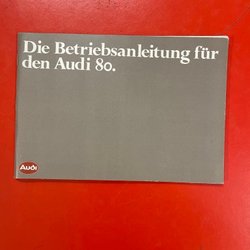 Die Betriebsanleitung für
den Audi 80.
Audi